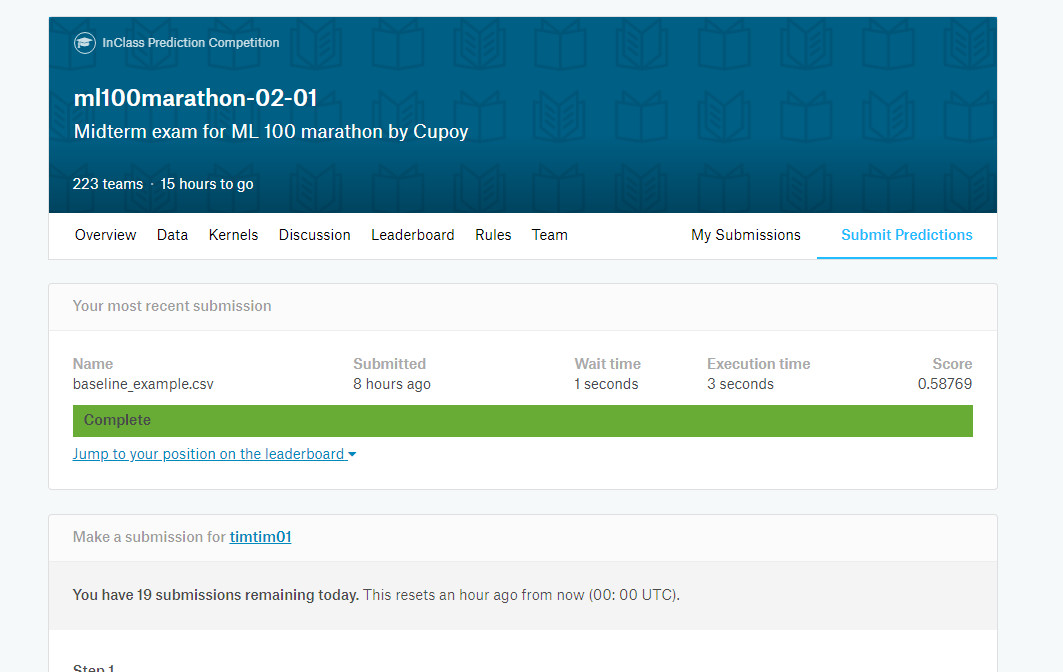 InClass Prediction Competition
ml100marathon-02-01
Midterm exam for ML 100 marathon by Cupoy
223 teams · 15 hours to go
Overview Data Kernels Discussion Leaderboard Rules Team My Submissions Submit Predictions
Your most recent submission
Name Submitted Wait time Execution time Score
baseline_example.csv 8 hours ago 1 seconds 3 seconds 0.58769
Complete
Jump to your position on the leaderboard
Make a submission for timtim01
You have 19 submissions remaining today. This resets an hour ago from now (00: 00 UTC).
Step 1